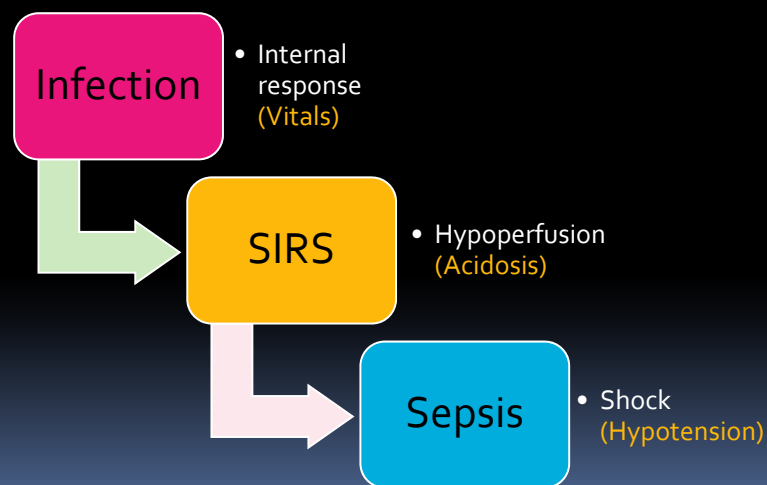 Infection
• Internal
response
(Vitals)
SIRS
• Hypoperfusion
(Acidosis)
Sepsis
• Shock
(Hypotension)